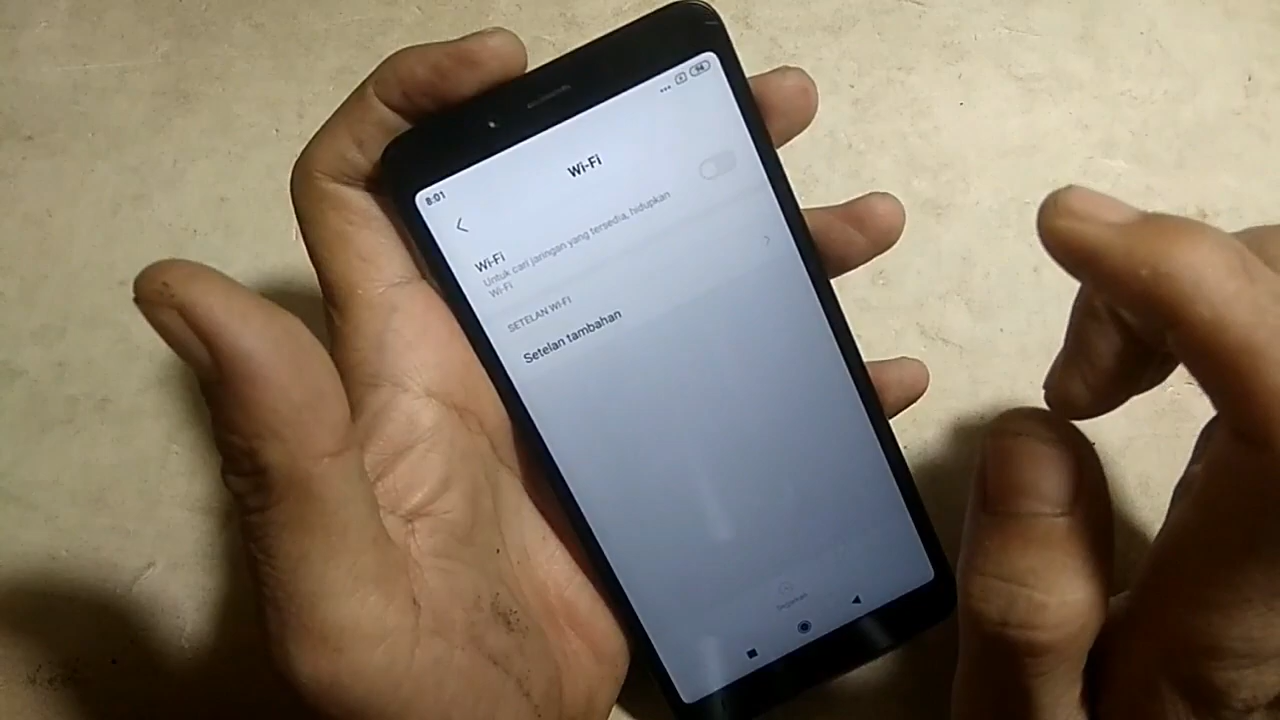 8:01
Wi-Fi
Wi-Fi
Untuk cari jaringan yang tersedia, hidupkan
Wi-Fi
SETELAN WI-FI
Setelan tambahan
Segarkan